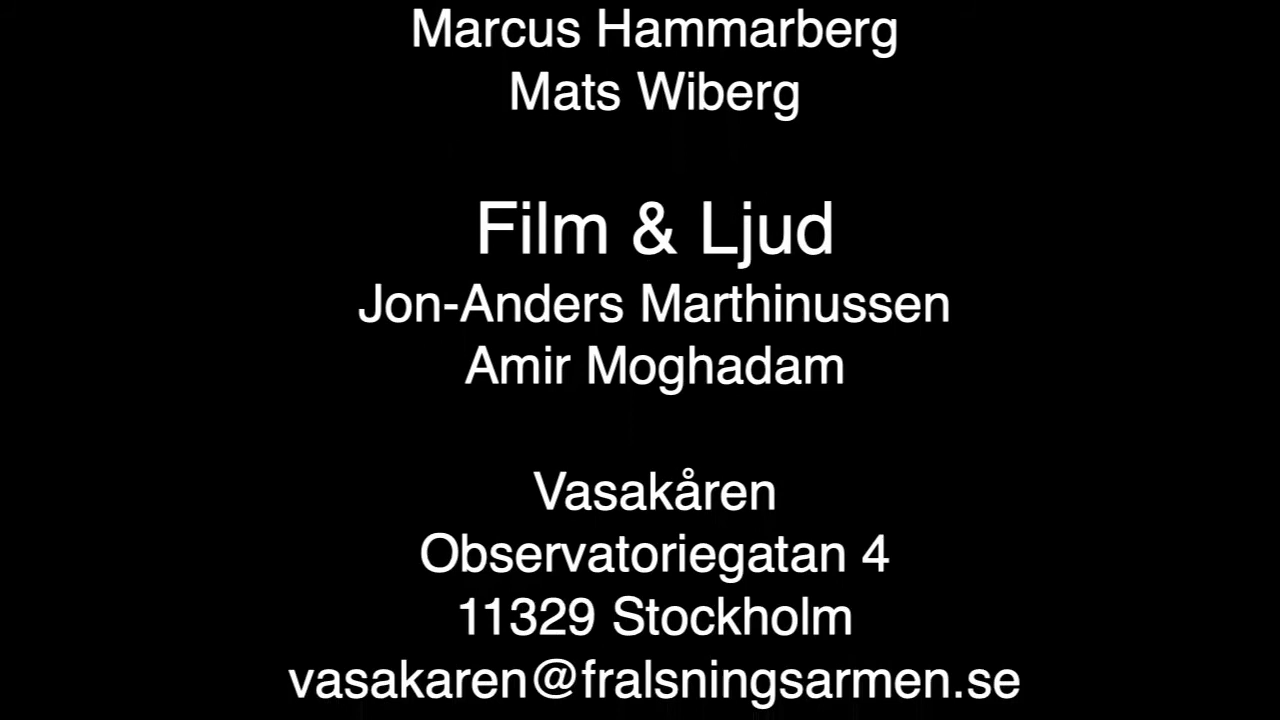 Marcus Hammarberg
Mats Wiberg
Film & Ljud
Jon-Anders Marthinussen
Amir Moghadam
Vasakåren
Observatoriegatan 4
11329 Stockholm
vasakaren@fralsningsarmen.se